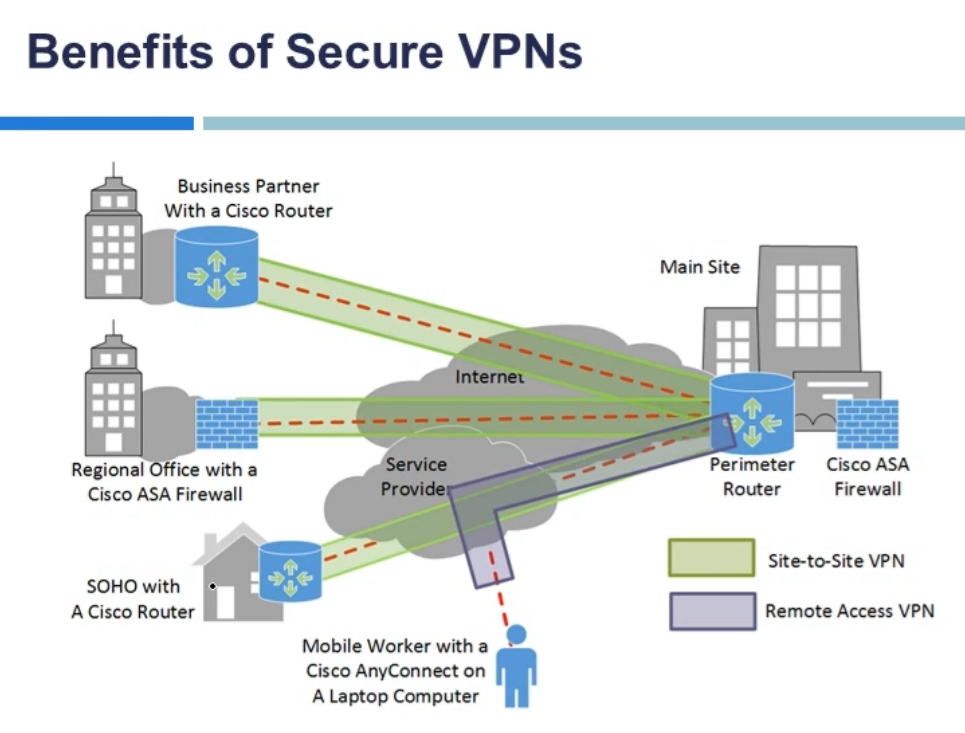 Benefits of Secure VPNs
Business Partner
With a Cisco Router
Main Site
Internet
Regional Office with a
Cisco ASA Firewall
Service
Provider
Perimeter
Router
Cisco ASA
Firewall
SOHO with
A Cisco Router
Site-to-Site VPN
Remote Access VPN
Mobile Worker with a
Cisco AnyConnect on
A Laptop Computer